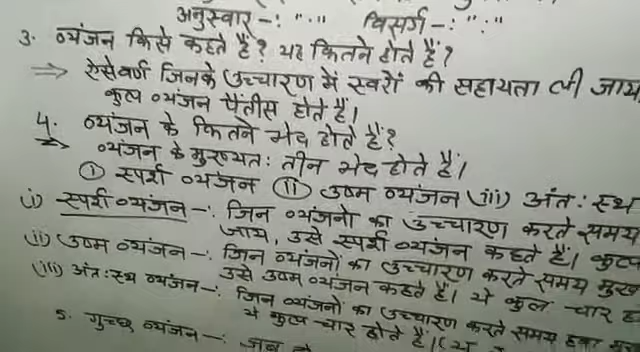 अनुस्वार -: "ं" विसर्ग -: ":"
3. व्यंजन किसे कहते हैं? यह कितने होते हैं?
⇒ ऐसे वर्ण जिनके उच्चारण में स्वरों की सहायता ली जाय
कुल व्यंजन तैंतीस होते हैं।
4. व्यंजन के कितने भेद होते हैं?
⇒ व्यंजन के मुख्यतः तीन भेद होते हैं।
① स्पर्श व्यंजन ⑪ उष्म व्यंजन (iii) अंतः स्थ
(i) स्पर्श व्यंजन -: जिन व्यंजनों का उच्चारण करते समय
जाय, उसे स्पर्श व्यंजन कहते हैं। कुल
(ii) उष्म व्यंजन -: जिन व्यंजनों का उच्चारण करते समय मुख
उसे उष्म व्यंजन कहते हैं। ये कुल चार ह
(iii) अंतः स्थ व्यंजन -: जिन व्यंजनों का उच्चारण करते समय हवा
ये कुल चार होते हैं। (य
5. गुच्छ व्यंजन -: जब